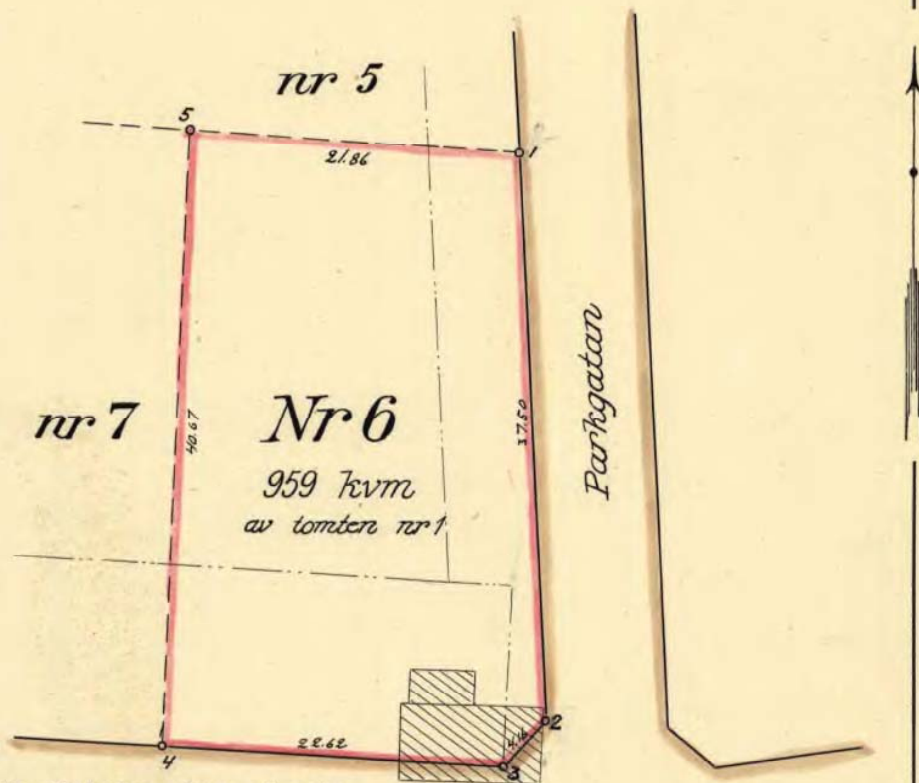 nr 5
5
1
21.86
Parkgatan
nr 7
40.67
Nr 6
37.50
959 kvm
av tomten nr 1
2
4.16
22.62
4
3